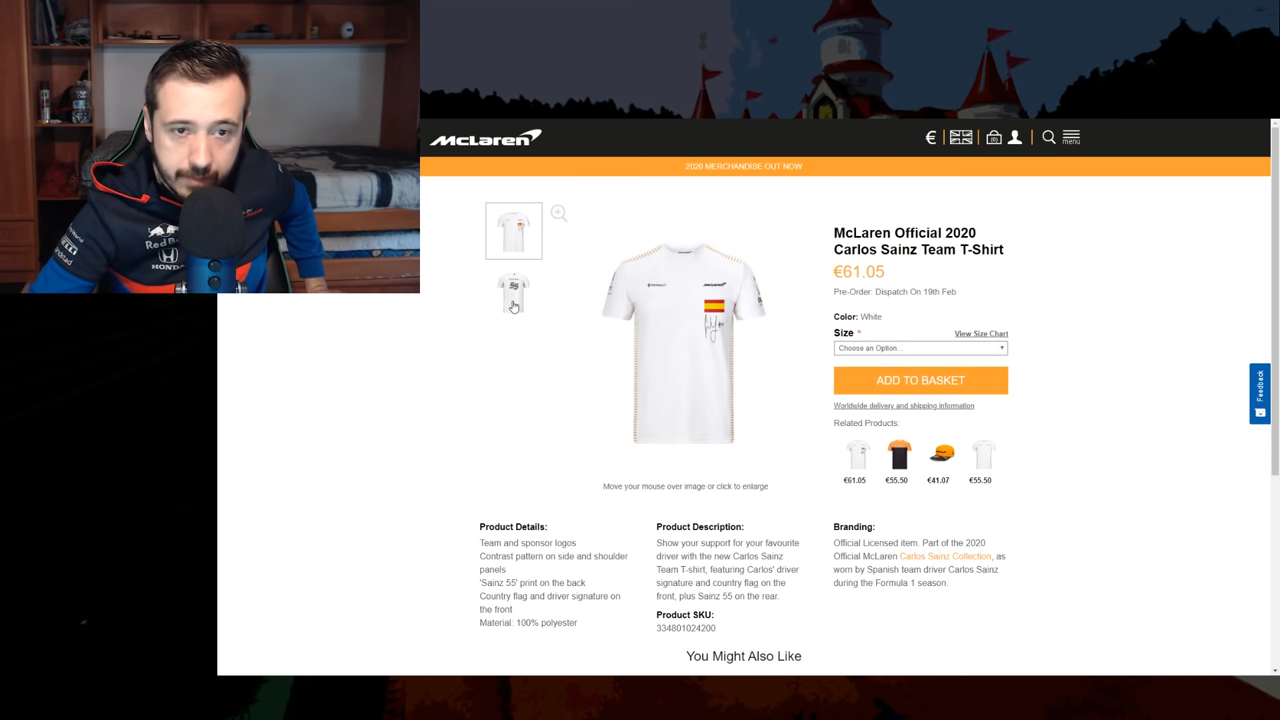 McLaren
€
(0)
menu
2020 MERCHANDISE OUT NOW
Red Bull
HONDA
McLaren Official 2020
Carlos Sainz Team T-Shirt
€61.05
Pre-Order: Dispatch On 19th Feb
Color: White
Size *
View Size Chart
Choose an Option...
ADD TO BASKET
Worldwide delivery and shipping information
Related Products:
€61.05
€55.50
€41.07
€55.50
Feedback
Move your mouse over image or click to enlarge
Product Details:
Team and sponsor logos
Contrast pattern on side and shoulder
panels
'Sainz 55' print on the back
Country flag and driver signature on
the front
Material: 100% polyester
Product Description:
Show your support for your favourite
driver with the new Carlos Sainz
Team T-shirt, featuring Carlos' driver
signature and country flag on the
front, plus Sainz 55 on the rear.
Product SKU:
334801024200
Branding:
Official Licensed item. Part of the 2020
Official McLaren Carlos Sainz Collection, as
worn by Spanish team driver Carlos Sainz
during the Formula 1 season.
You Might Also Like